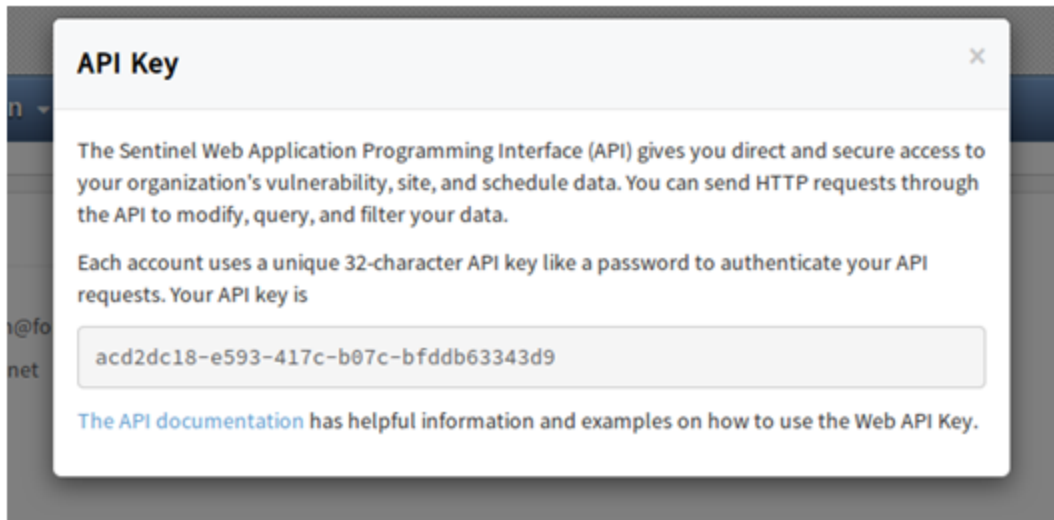 API Key
×
n
The Sentinel Web Application Programming Interface (API) gives you direct and secure access to
your organization's vulnerability, site, and schedule data. You can send HTTP requests through
the API to modify, query, and filter your data.
Each account uses a unique 32-character API key like a password to authenticate your API
requests. Your API key is
@fo
acd2dc18-e593-417c-b07c-bfddb63343d9
net
The API documentation has helpful information and examples on how to use the Web API Key.